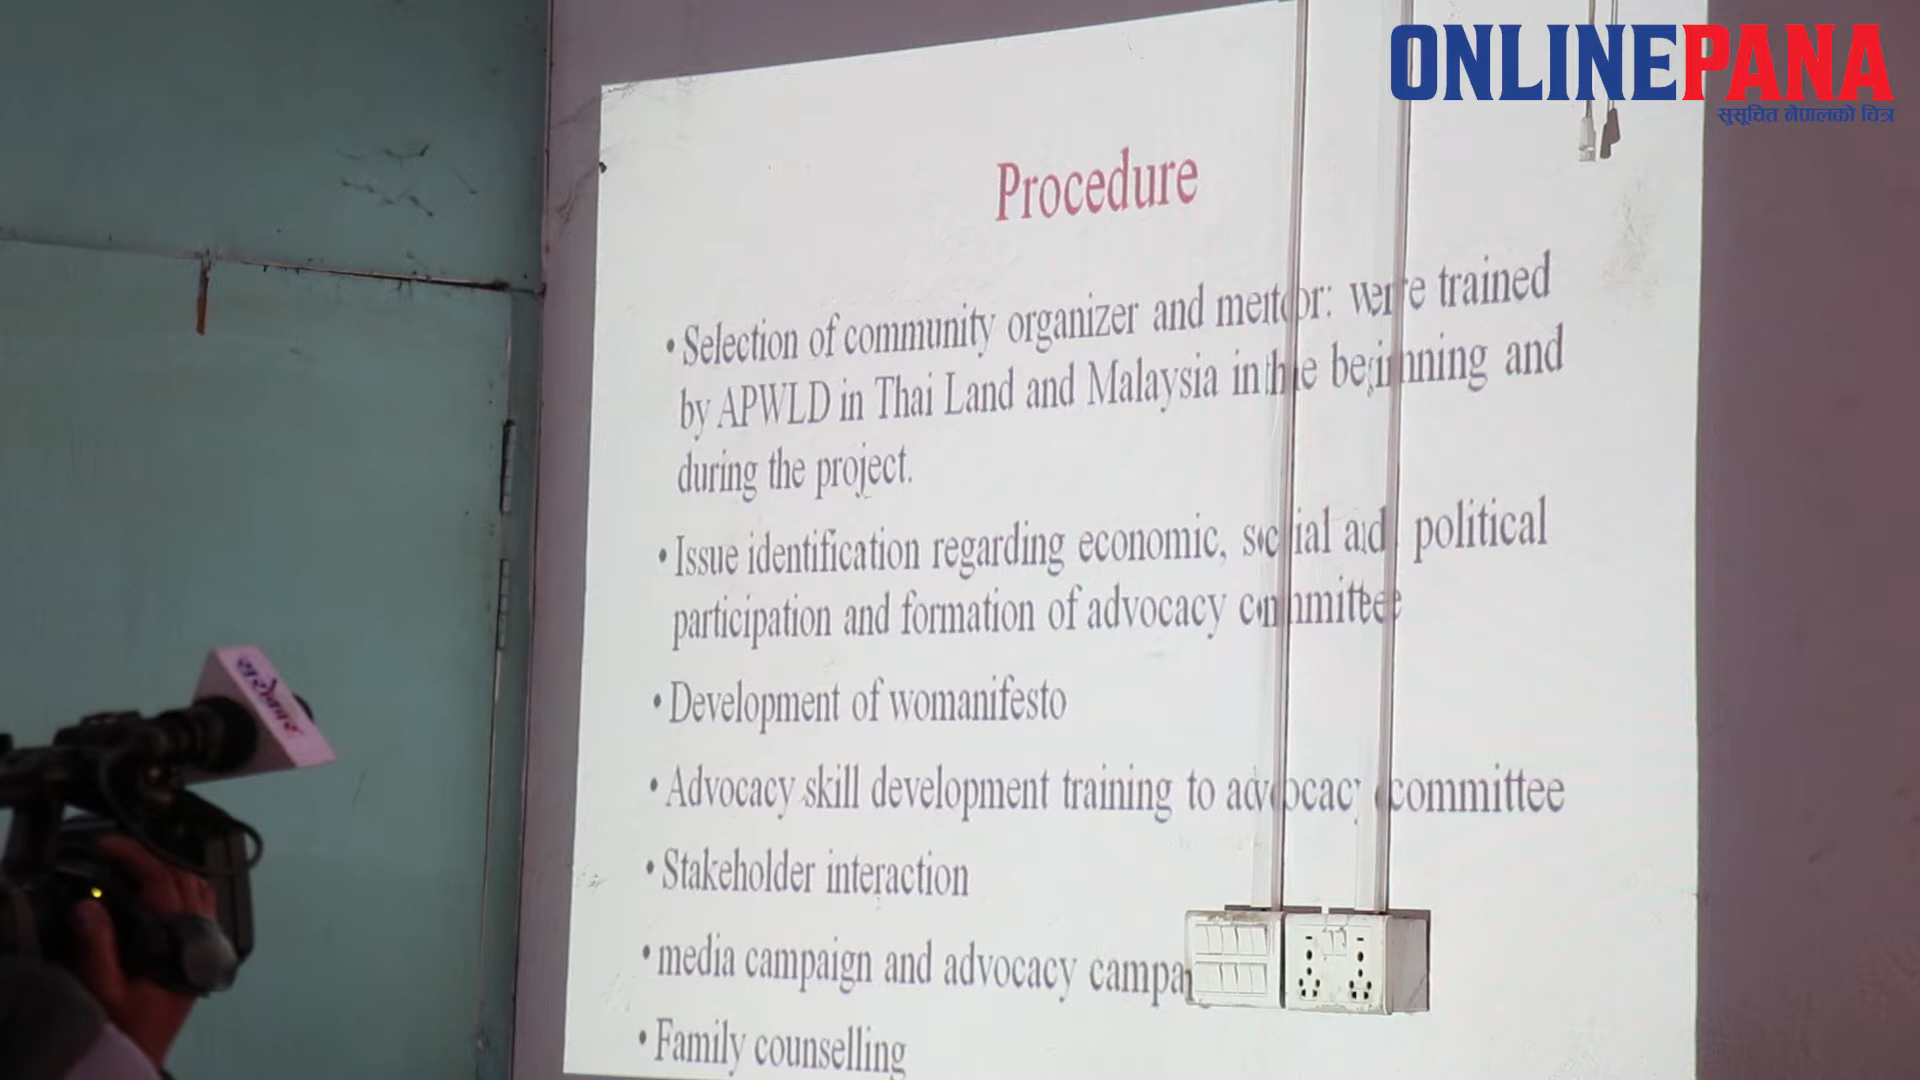 ONLINEPANA
सुसूचित नेपालको चित्र
Procedure
• Selection of community organizer and mentor: were trained
by APWLD in Thai Land and Malaysia in the beginning and
during the project.
• Issue identification regarding economic, social and political
participation and formation of advocacy committee
• Development of womanifesto
• Advocacy skill development training to advocacy committee
• Stakeholder interaction
• media campaign and advocacy campa
• Family counselling
सरोकार